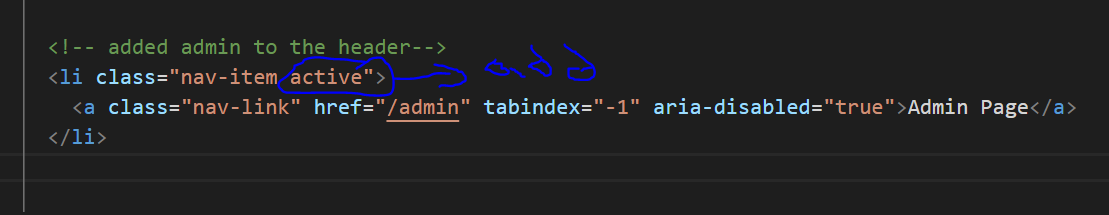 <!-- added admin to the header-->
<li class="nav-item active"> add
<a class="nav-link" href="/admin" tabindex="-1" aria-disabled="true">Admin Page</a>
</li>